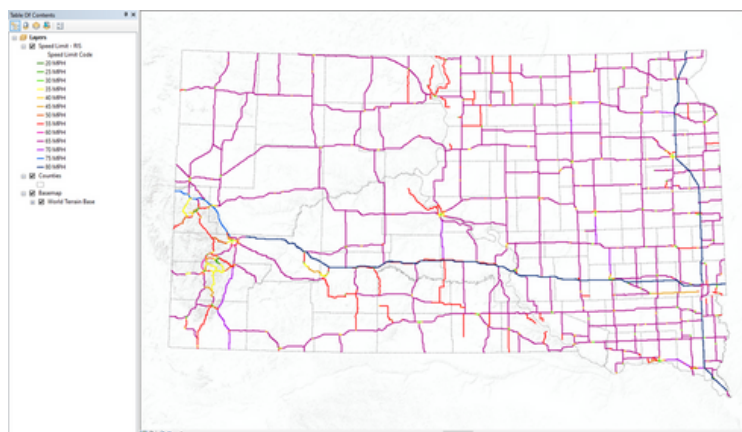 Table Of Contents
Layers
Speed Limit - RIS
Speed Limit Code
20 MPH
25 MPH
30 MPH
35 MPH
40 MPH
45 MPH
50 MPH
55 MPH
60 MPH
65 MPH
70 MPH
75 MPH
80 MPH
Counties
Basemap
World Terrain Base